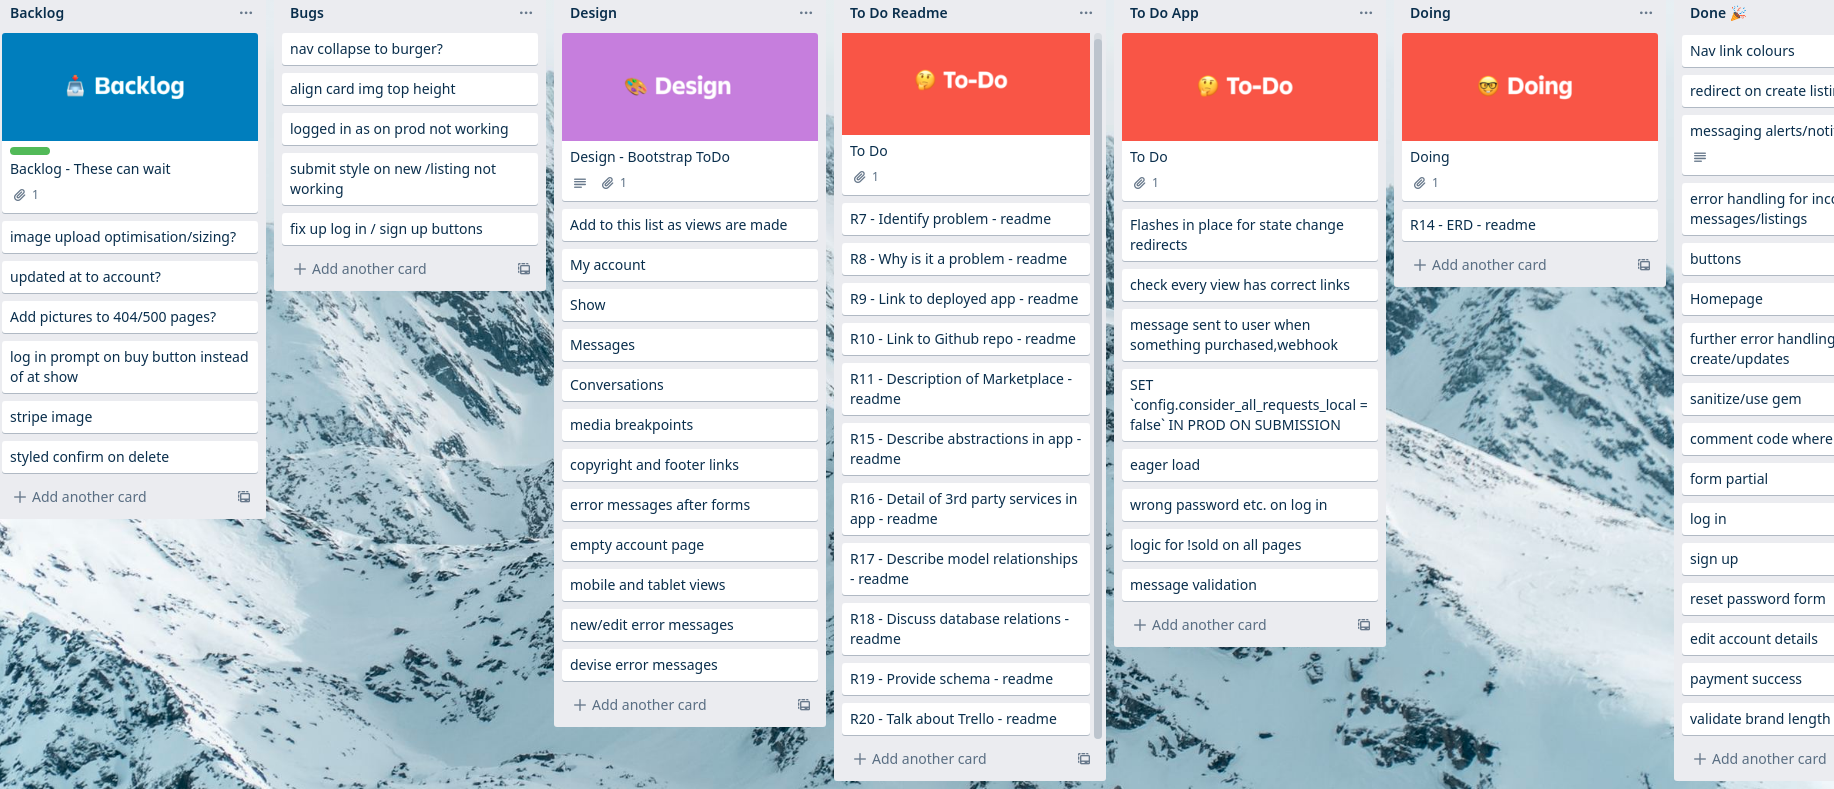 Backlog
Backlog
Backlog - These can wait
1
image upload optimisation/sizing?
updated at to account?
Add pictures to 404/500 pages?
log in prompt on buy button instead
of at show
stripe image
styled confirm on delete
+ Add another card
Bugs
nav collapse to burger?
align card img top height
logged in as on prod not working
submit style on new /listing not
working
fix up log in / sign up buttons
+ Add another card
Design
Design
Design - Bootstrap ToDo
1
Add to this list as views are made
My account
Show
Messages
Conversations
media breakpoints
copyright and footer links
error messages after forms
empty account page
mobile and tablet views
new/edit error messages
devise error messages
+ Add another card
To Do Readme
To-Do
To Do
1
R7 - Identify problem - readme
R8 - Why is it a problem - readme
R9 - Link to deployed app - readme
R10 - Link to Github repo - readme
R11 - Description of Marketplace -
readme
R15 - Describe abstractions in app -
readme
R16 - Detail of 3rd party services in
app - readme
R17 - Describe model relationships
- readme
R18 - Discuss database relations -
readme
R19 - Provide schema - readme
R20 - Talk about Trello - readme
+ Add another card
To Do App
To-Do
To Do
1
Flashes in place for state change
redirects
check every view has correct links
message sent to user when
something purchased,webhook
SET
`config.consider_all_requests_local =
false` IN PROD ON SUBMISSION
eager load
wrong password etc. on log in
logic for !sold on all pages
message validation
+ Add another card
Doing
Doing
Doing
1
R14 - ERD - readme
+ Add another card
Done 🎉
Nav link colours
redirect on create listi
messaging alerts/noti
error handling for inco
messages/listings
buttons
Homepage
further error handling
create/updates
sanitize/use gem
comment code where
form partial
log in
sign up
reset password form
edit account details
payment success
validate brand length
+ Add another card